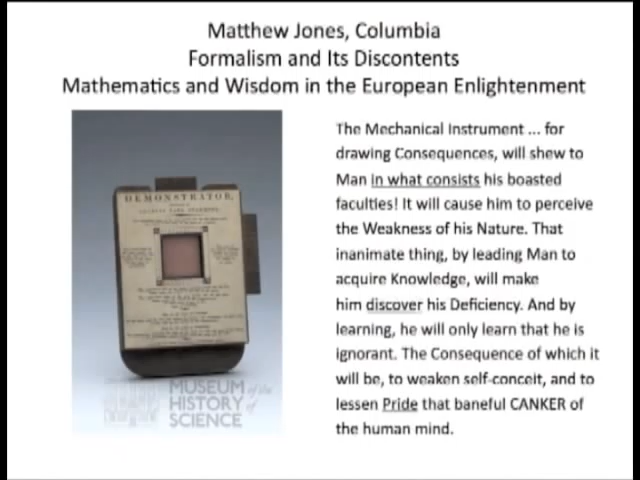 Matthew Jones, Columbia
Formalism and Its Discontents
Mathematics and Wisdom in the European Enlightenment
DEMONSTRATOR,
The Mechanical Instrument ... for
drawing Consequences, will shew to
Man in what consists his boasted
faculties! It will cause him to perceive
the Weakness of his Nature. That
inanimate thing, by leading Man to
acquire Knowledge, will make
him discover his Deficiency. And by
learning, he will only learn that he is
ignorant. The Consequence of which it
will be, to weaken self-conceit, and to
lessen Pride that baneful CANKER of
the human mind.
MUSEUM of the
HISTORY of
SCIENCE